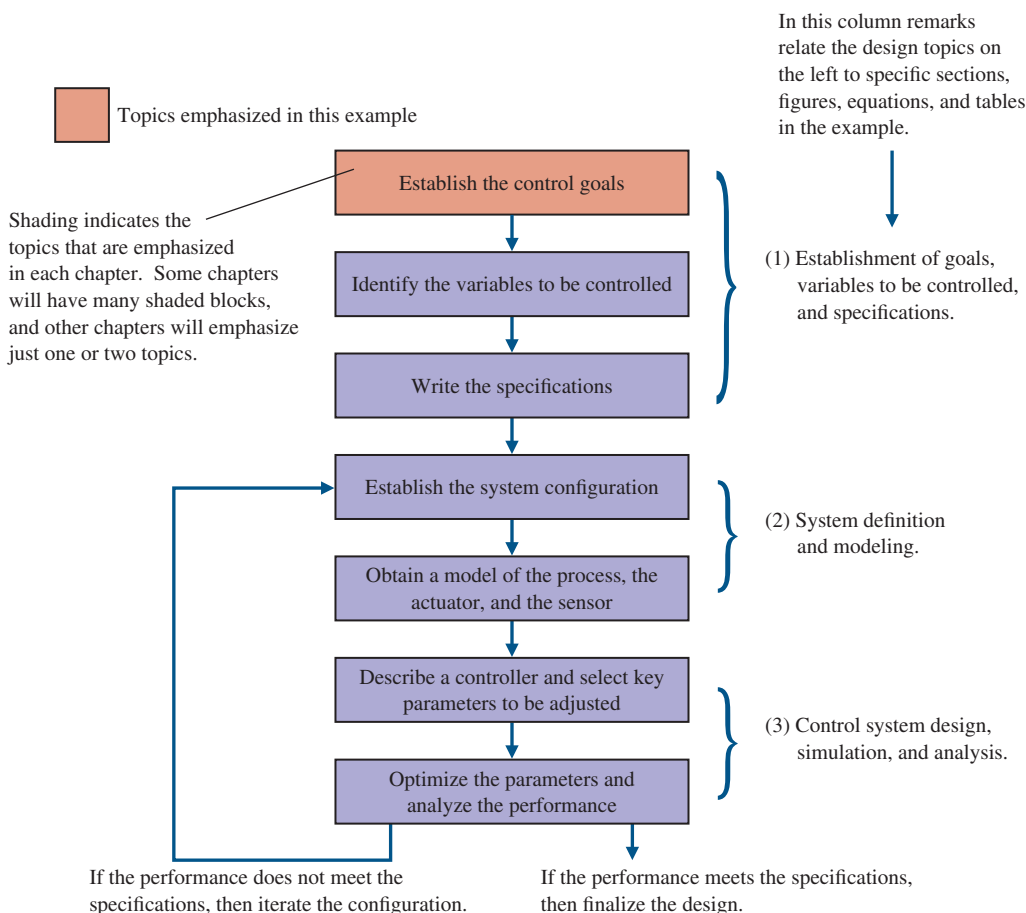 In this column remarks
relate the design topics on
the left to specific sections,
figures, equations, and tables
in the example.
Topics emphasized in this example
Shading indicates the
topics that are emphasized
in each chapter. Some chapters
will have many shaded blocks,
and other chapters will emphasize
just one or two topics.
Establish the control goals
Identify the variables to be controlled
Write the specifications
(1) Establishment of goals,
variables to be controlled,
and specifications.
Establish the system configuration
Obtain a model of the process, the
actuator, and the sensor
(2) System definition
and modeling.
Describe a controller and select key
parameters to be adjusted
Optimize the parameters and
analyze the performance
(3) Control system design,
simulation, and analysis.
If the performance does not meet the
specifications, then iterate the configuration.
If the performance meets the specifications,
then finalize the design.